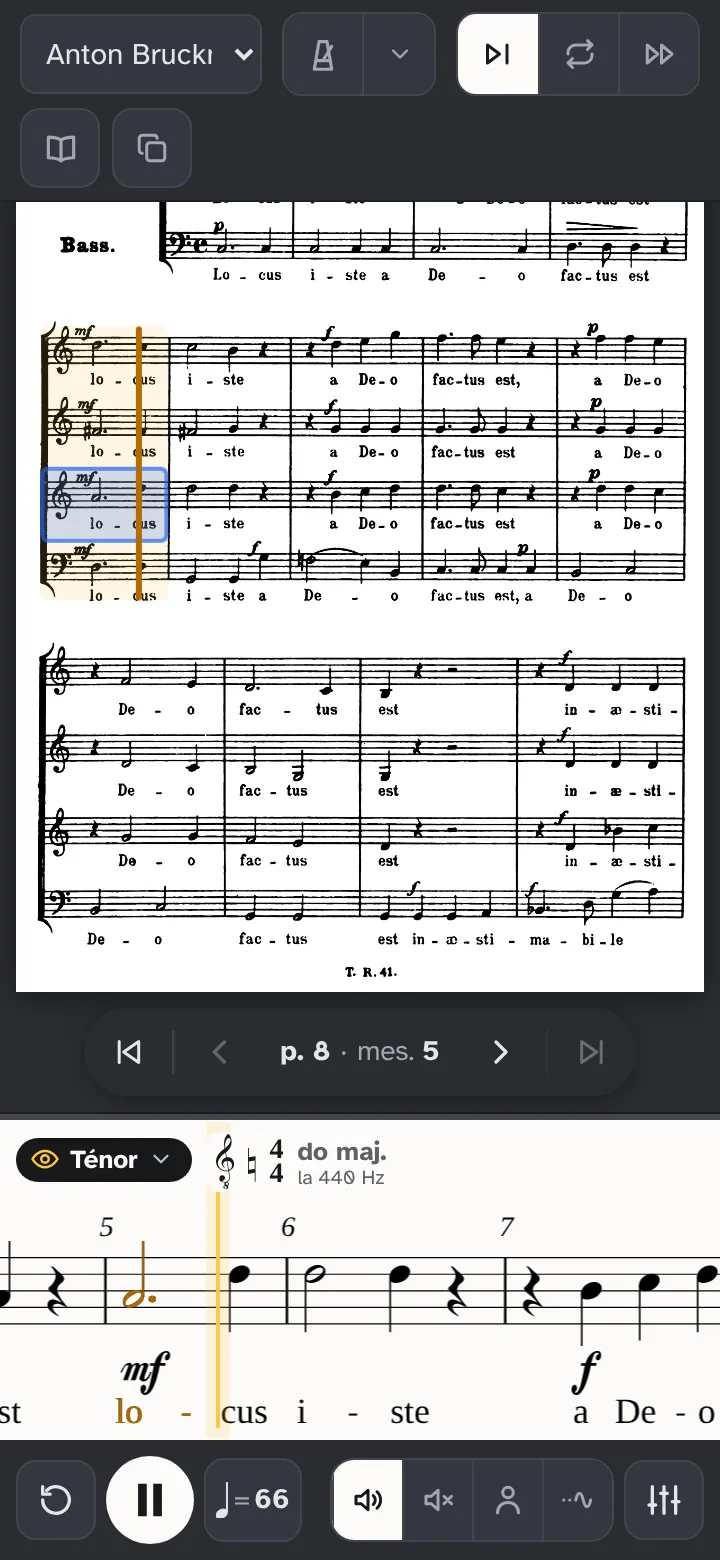 Anton Bruckr
p
Bass.
Lo - cus i - ste a De - o fac - tus est
mf f p
lo - cus i - ste a De - o fac - tus est, a De - o
mf f p
lo - cus i - ste a De - o fac - tus est a De - o
mf f p
lo - cus i - ste a De - o fac - tus est a De - o
mf f p
lo - cus i - ste a De - o fac - tus est, a De - o
f
De - o fac - tus est in - æ - sti -
f
De - o fac - tus est in - æ - sti -
f
De - o fac - tus est in - æ - sti -
f f
De - o fac - tus est in - æ - sti - ma - bi - le
T. R. 41.
p. 8 · mes. 5
Ténor
4 4 do maj.
la 440 Hz
5 6 7
mf f
st lo - cus i - ste a De - o
= 66